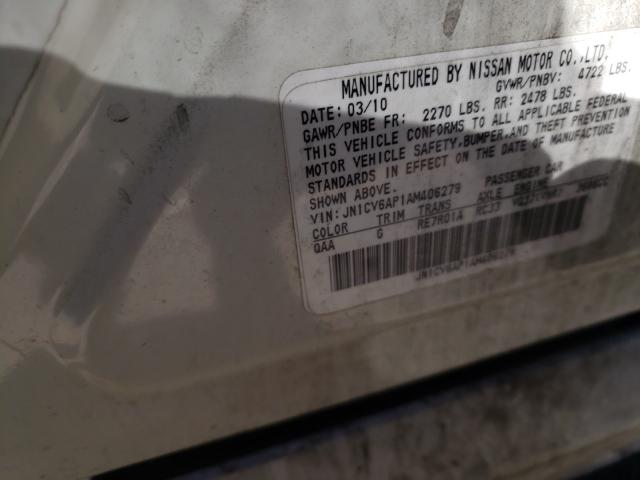 MANUFACTURED BY NISSAN MOTOR CO.,LTD.
DATE: 03/10 GVWR/PNBV: 4722 LBS.
GAWR/PNBE FR: 2270 LBS. RR: 2478 LBS.
THIS VEHICLE CONFORMS TO ALL APPLICABLE FEDERAL
MOTOR VEHICLE SAFETY,BUMPER,AND THEFT PREVENTION
STANDARDS IN EFFECT ON THE DATE OF MANUFACTURE
SHOWN ABOVE.
VIN: JN1CV6AP1AM406279 PASSENGER CAR
COLOR TRIM TRANS AXLE ENGINE
QAA G RE7R01A RC33 3696CC
JN1CV6AP1AM406279